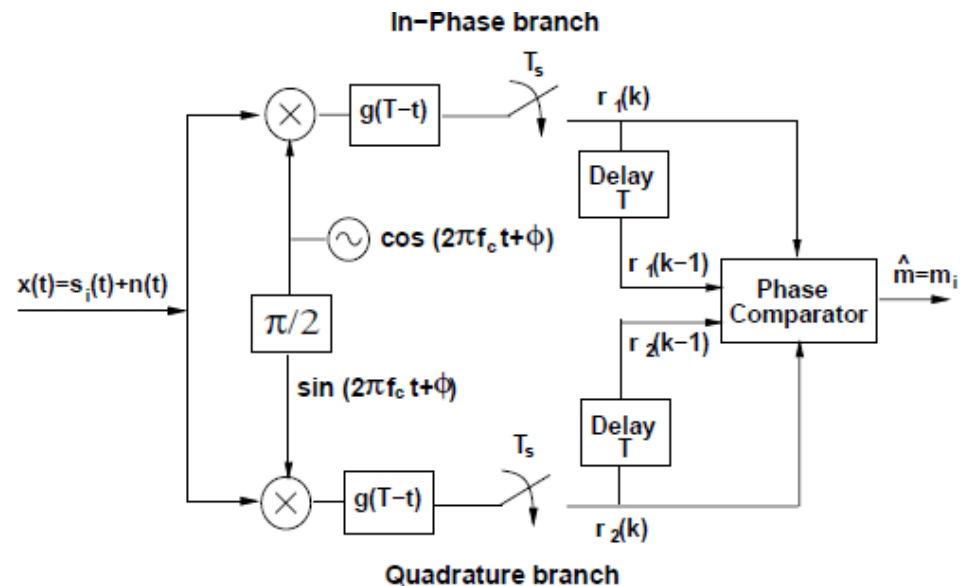 In-Phase branch
T_s
r_1(k)
g(T-t)
Delay
T
cos (2πf_c t+ϕ)
r_1(k-1)
x(t)=s_i(t)+n(t)
m̂=m_i
Phase
Comparator
π/2
r_2(k-1)
sin (2πf_c t+ϕ)
Delay
T
T_s
g(T-t)
r_2(k)
Quadrature branch